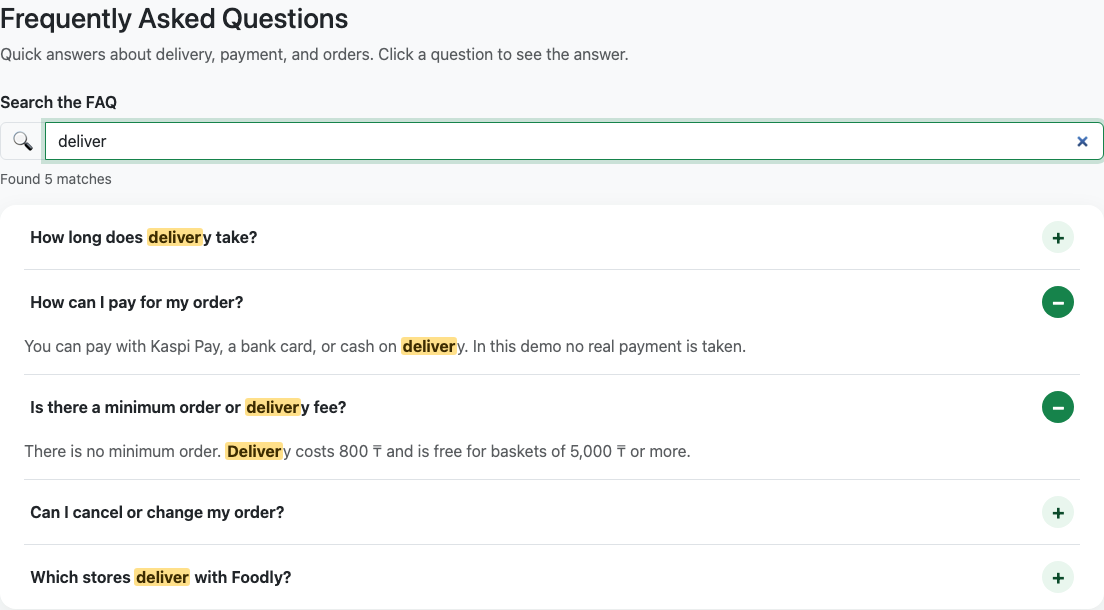 Frequently Asked Questions
Quick answers about delivery, payment, and orders. Click a question to see the answer.
Search the FAQ
deliver
Found 5 matches
How long does delivery take?
How can I pay for my order?
You can pay with Kaspi Pay, a bank card, or cash on delivery. In this demo no real payment is taken.
Is there a minimum order or delivery fee?
There is no minimum order. Delivery costs 800 ₸ and is free for baskets of 5,000 ₸ or more.
Can I cancel or change my order?
Which stores deliver with Foodly?